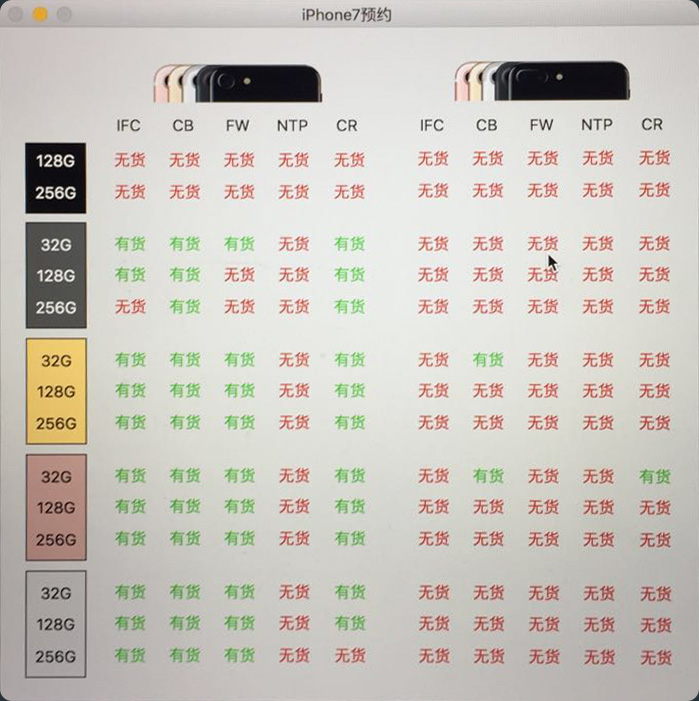 iPhone7预约
IFC CB FW NTP CR IFC CB FW NTP CR
128G 无货 无货 无货 无货 无货 无货 无货 无货 无货 无货
256G 无货 无货 无货 无货 无货 无货 无货 无货 无货 无货
32G 有货 有货 有货 无货 有货 无货 无货 无货 无货 无货
128G 有货 有货 无货 无货 有货 无货 无货 无货 无货 无货
256G 无货 有货 无货 无货 有货 无货 无货 无货 无货 无货
32G 有货 有货 有货 无货 有货 无货 有货 无货 无货 无货
128G 有货 有货 有货 无货 有货 无货 无货 无货 无货 无货
256G 有货 有货 有货 无货 有货 无货 无货 无货 无货 无货
32G 有货 有货 有货 无货 有货 无货 有货 无货 无货 有货
128G 有货 有货 有货 无货 有货 无货 无货 无货 无货 无货
256G 有货 有货 有货 无货 有货 无货 无货 无货 无货 无货
32G 有货 有货 有货 无货 有货 无货 无货 无货 无货 无货
128G 有货 有货 有货 无货 有货 无货 无货 无货 无货 无货
256G 有货 有货 有货 无货 无货 无货 无货 无货 无货 无货